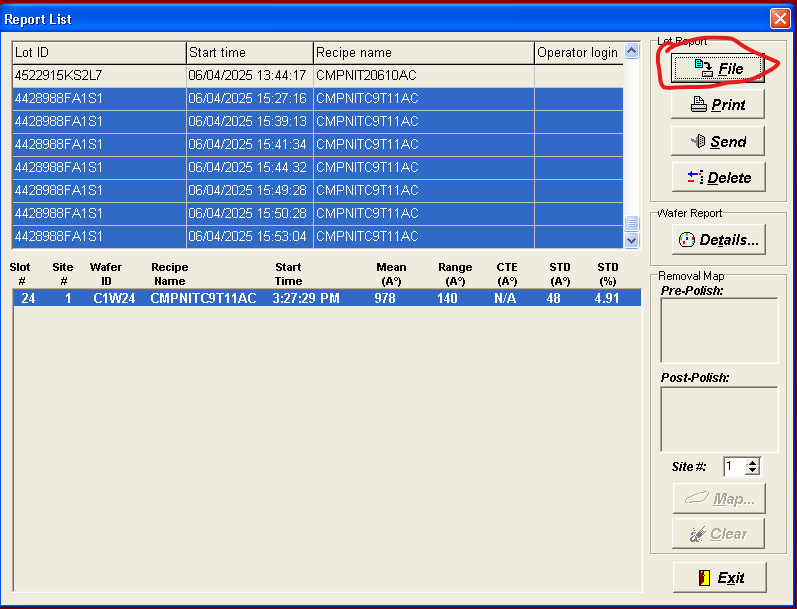 Report List
Lot ID Start time Recipe name Operator login
4522915KS2L7 06/04/2025 13:44:17 CMPNIT20610AC
4428988FA1S1 06/04/2025 15:27:16 CMPNITC9T11AC
4428988FA1S1 06/04/2025 15:39:13 CMPNITC9T11AC
4428988FA1S1 06/04/2025 15:41:34 CMPNITC9T11AC
4428988FA1S1 06/04/2025 15:44:32 CMPNITC9T11AC
4428988FA1S1 06/04/2025 15:49:28 CMPNITC9T11AC
4428988FA1S1 06/04/2025 15:50:28 CMPNITC9T11AC
4428988FA1S1 06/04/2025 15:53:04 CMPNITC9T11AC
Slot Site Wafer Recipe Start Mean Range CTE STD STD
# # ID Name Time (A°) (A°) (A°) (A°) (%)
24 1 C1W24 CMPNITC9T11AC 3:27:29 PM 978 140 N/A 48 4.91
Lot Report
File
Print
Send
Delete
Wafer Report
Details...
Removal Map
Pre-Polish:
Post-Polish:
Site #: 1
Map...
Clear
Exit